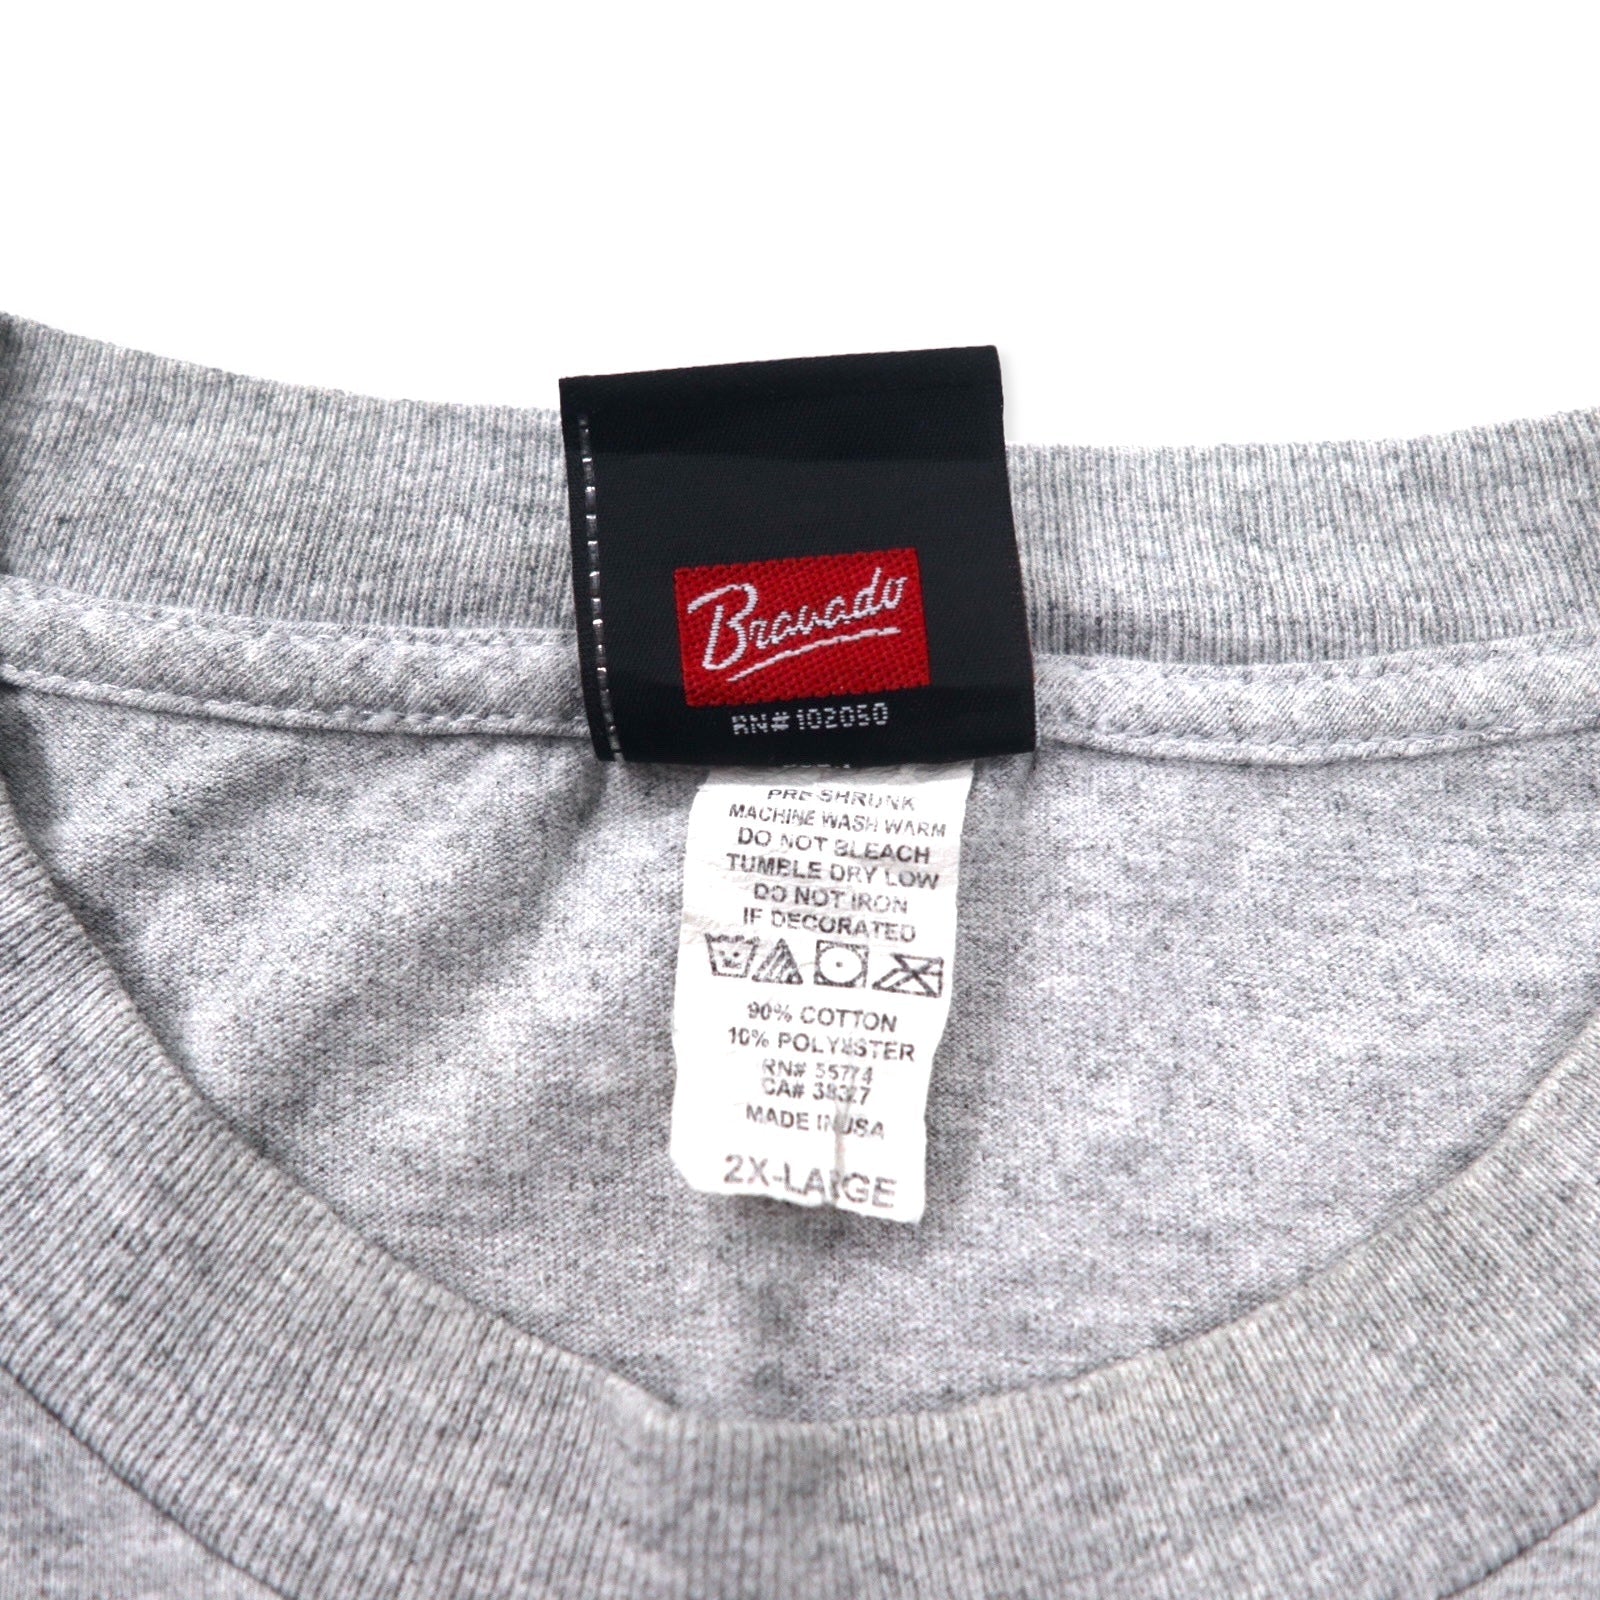 Bravado
RN# 102050
PRE-SHRUNK
MACHINE WASH WARM
DO NOT BLEACH
TUMBLE DRY LOW
DO NOT IRON
IF DECORATED
90% COTTON
10% POLYESTER
RN# 55774
CA# 38327
MADE IN USA
2X-LARGE